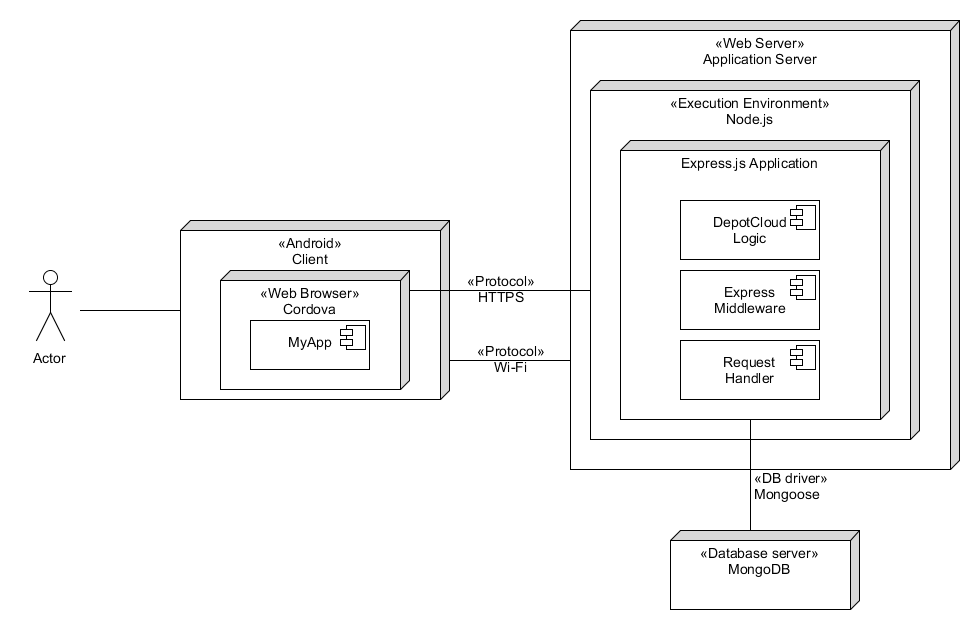 «Web Server»
Application Server
«Execution Environment»
Node.js
Express.js Application
DepotCloud
Logic
Express
Middleware
Request
Handler
«Android»
Client
«Web Browser»
Cordova
MyApp
«Protocol»
HTTPS
«Protocol»
Wi-Fi
Actor
«DB driver»
Mongoose
«Database server»
MongoDB